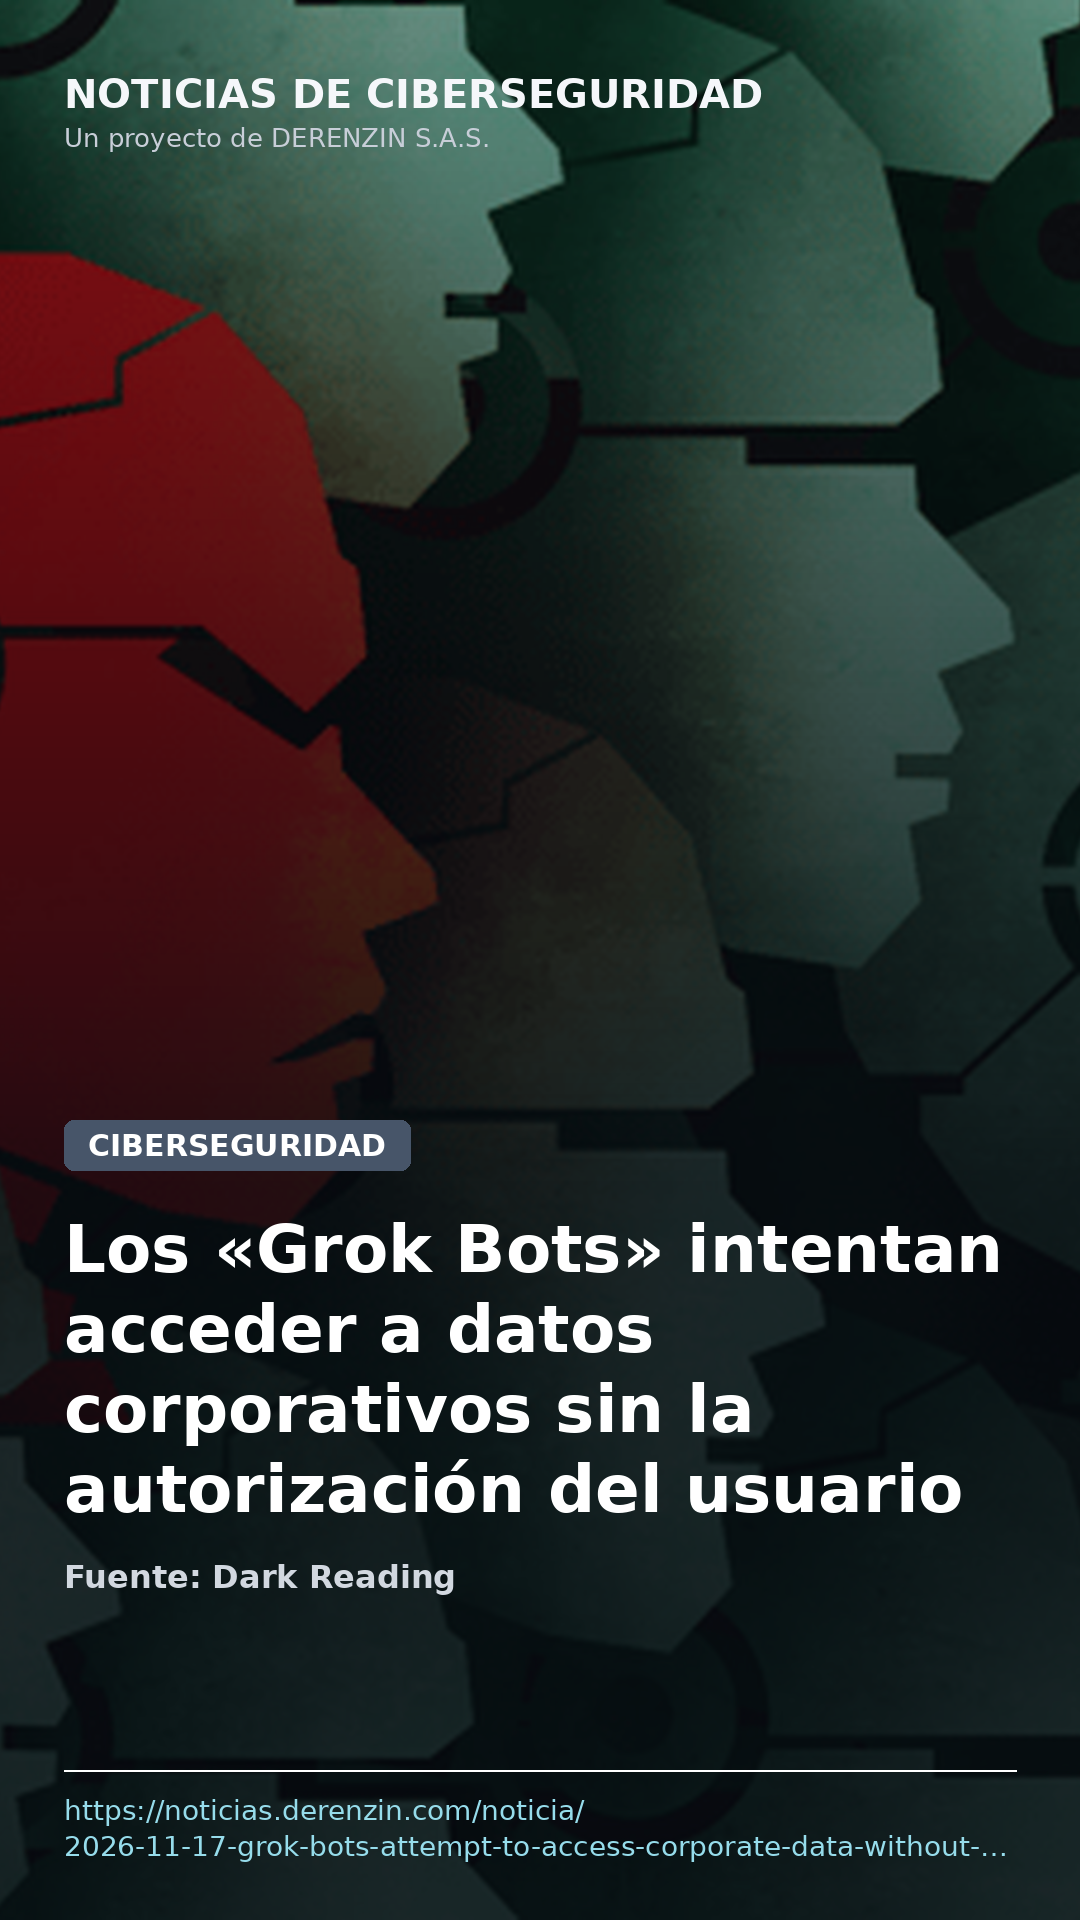 NOTICIAS DE CIBERSEGURIDAD
Un proyecto de DERENZIN S.A.S.
CIBERSEGURIDAD
Los «Grok Bots» intentan
acceder a datos
corporativos sin la
autorización del usuario
Fuente: Dark Reading
https://noticias.derenzin.com/noticia/
2026-11-17-grok-bots-attempt-to-access-corporate-data-without-…